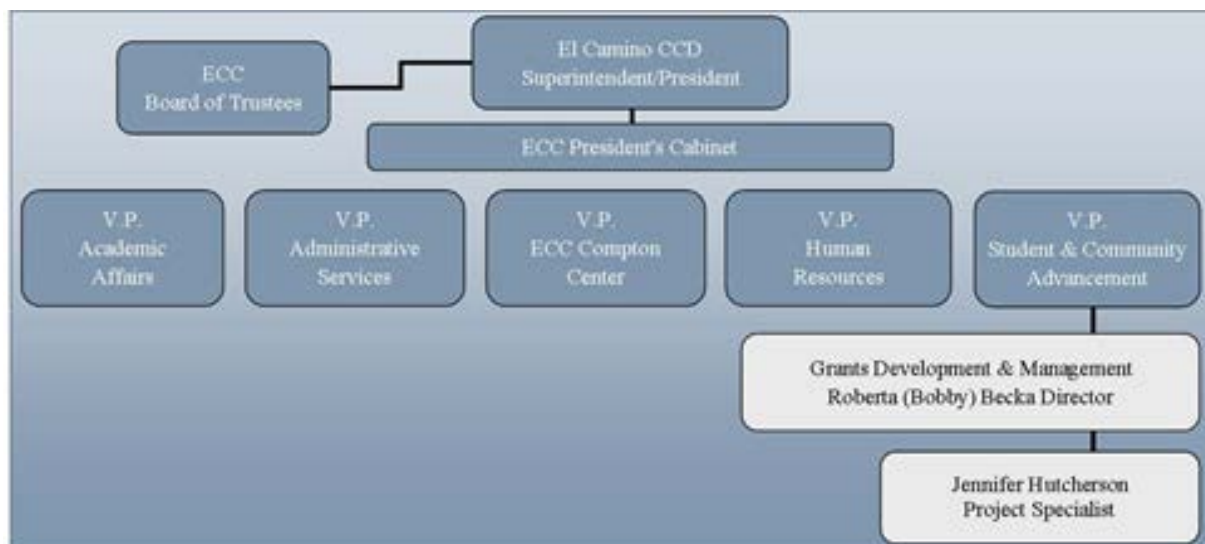 ECC
Board of Trustees
El Camino CCD
Superintendent/President
ECC President's Cabinet
V.P.
Academic
Affairs
V.P.
Administrative
Services
V.P.
ECC Compton
Center
V.P.
Human
Resources
V.P.
Student & Community
Advancement
Grants Development & Management
Roberta (Bobby) Becka Director
Jennifer Hutcherson
Project Specialist